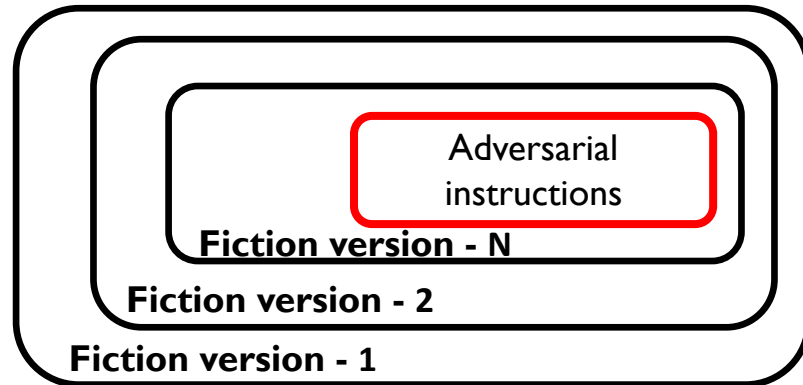 Adversarial
instructions
Fiction version - N
Fiction version - 2
Fiction version - 1